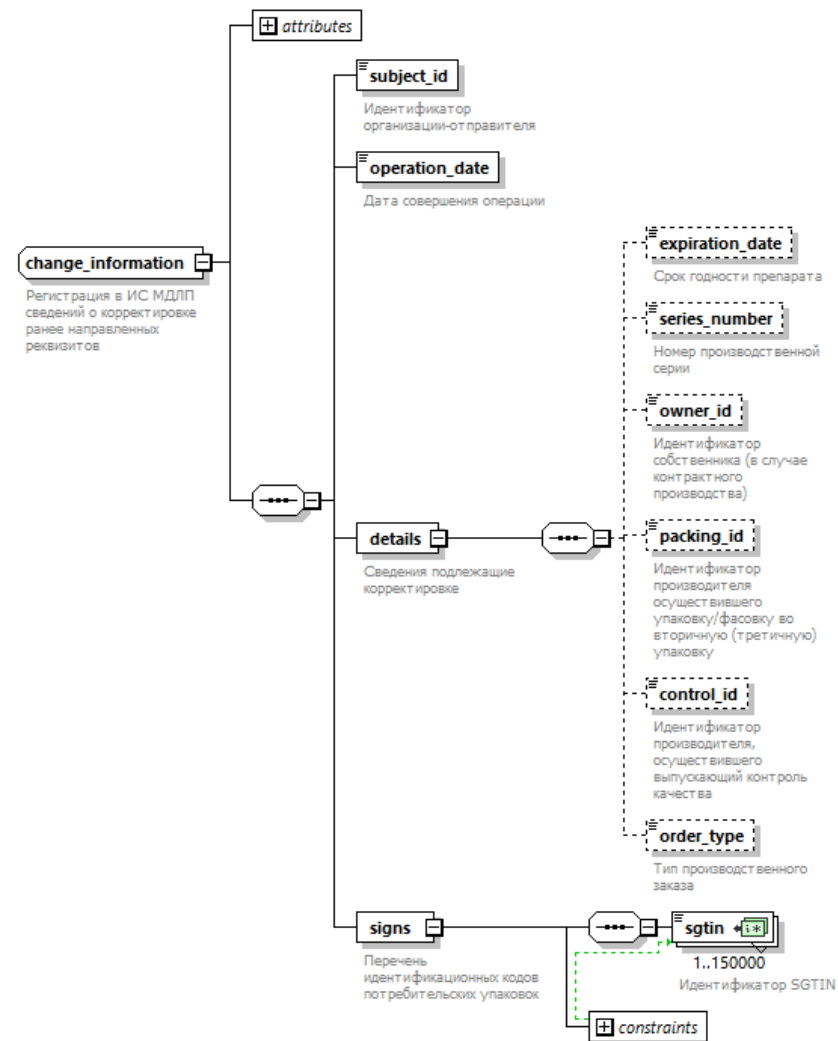 attributes
subject_id
Идентификатор
организации-отправителя
operation_date
Дата совершения операции
change_information
Регистрация в ИС МДЛП
сведений о корректировке
ранее направленных
реквизитов
expiration_date
Срок годности препарата
series_number
Номер производственной
серии
owner_id
Идентификатор
собственника (в случае
контрактного
производства)
details
Сведения подлежащие
корректировке
packing_id
Идентификатор
производителя
осуществившего
упаковку/фасовку во
вторичную (третичную)
упаковку
control_id
Идентификатор
производителя,
осуществившего
выпускающий контроль
качества
order_type
Тип производственного
заказа
signs
Перечень
идентификационных кодов
потребительских упаковок
sgtin
1..150000
Идентификатор SGTIN
constraints